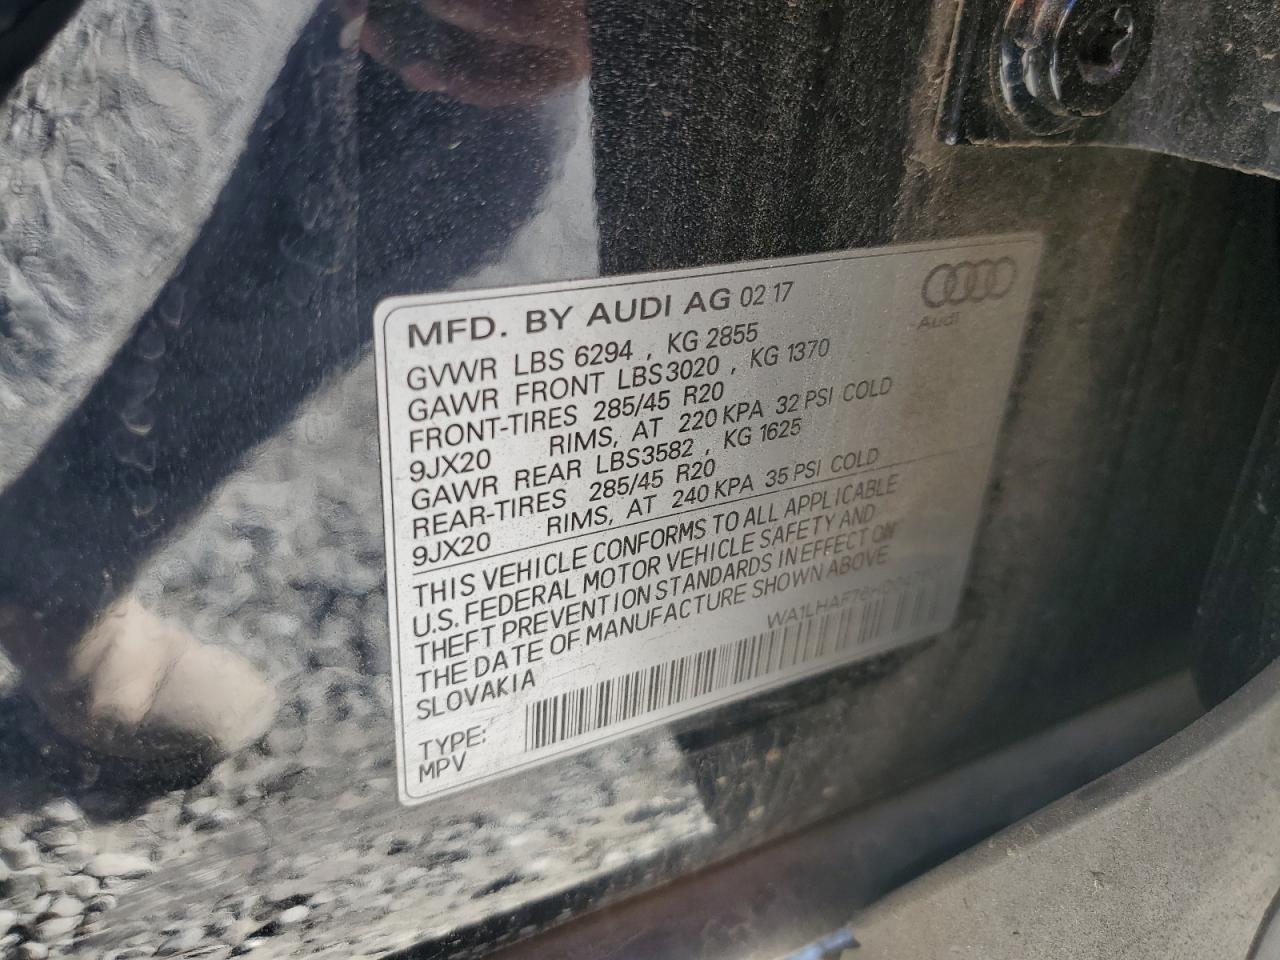 MFD. BY AUDI AG 02 17
Audi
GVWR LBS 6294 , KG 2855
GAWR FRONT LBS3020 , KG 1370
FRONT-TIRES 285/45 R20
9JX20 RIMS, AT 220 KPA 32 PSI COLD
GAWR REAR LBS3582 , KG 1625
REAR-TIRES 285/45 R20
9JX20 RIMS, AT 240 KPA 35 PSI COLD
THIS VEHICLE CONFORMS TO ALL APPLICABLE
U.S. FEDERAL MOTOR VEHICLE SAFETY AND
THEFT PREVENTION STANDARDS IN EFFECT ON
THE DATE OF MANUFACTURE SHOWN ABOVE
SLOVAKIA
TYPE:
MPV